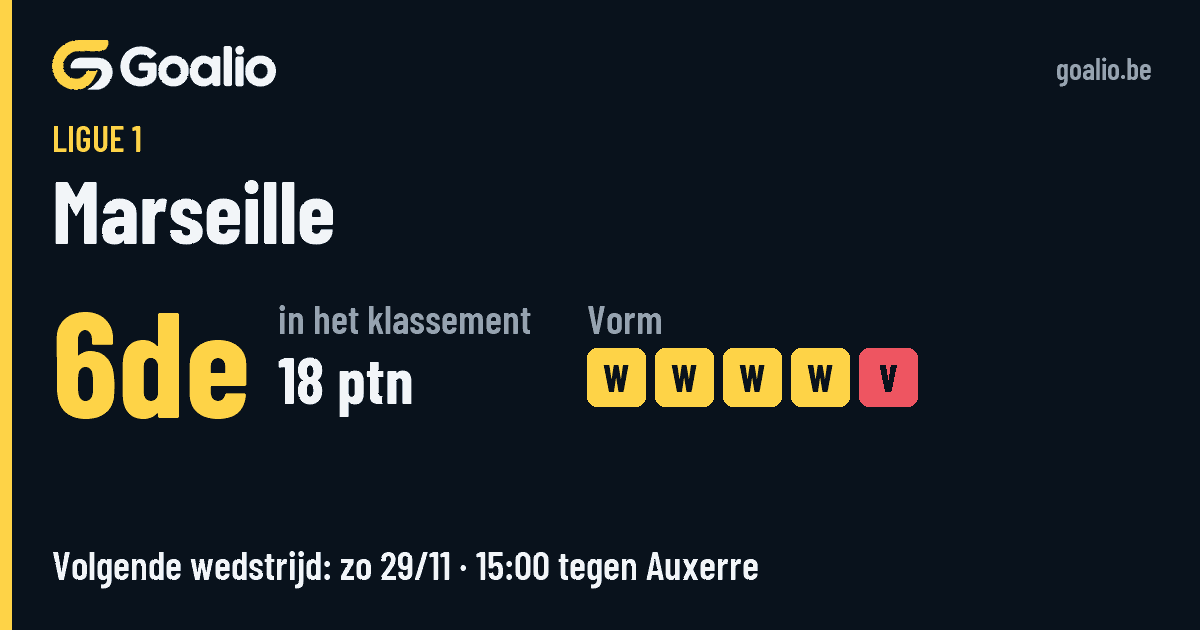 Goalio
goalio.be
LIGUE 1
Marseille
6de
in het klassement
18 ptn
Vorm
W W W W V
Volgende wedstrijd: zo 29/11 · 15:00 tegen Auxerre